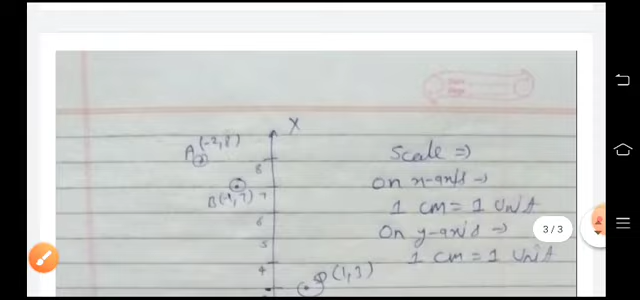 X
A (-2,8)
Scale ⇒
8
On x-axis →
B(-1,7) 7
1 cm = 1 Unit
6
On y-axis →
3/3
5
1 cm = 1 Unit
4
P (1,3)